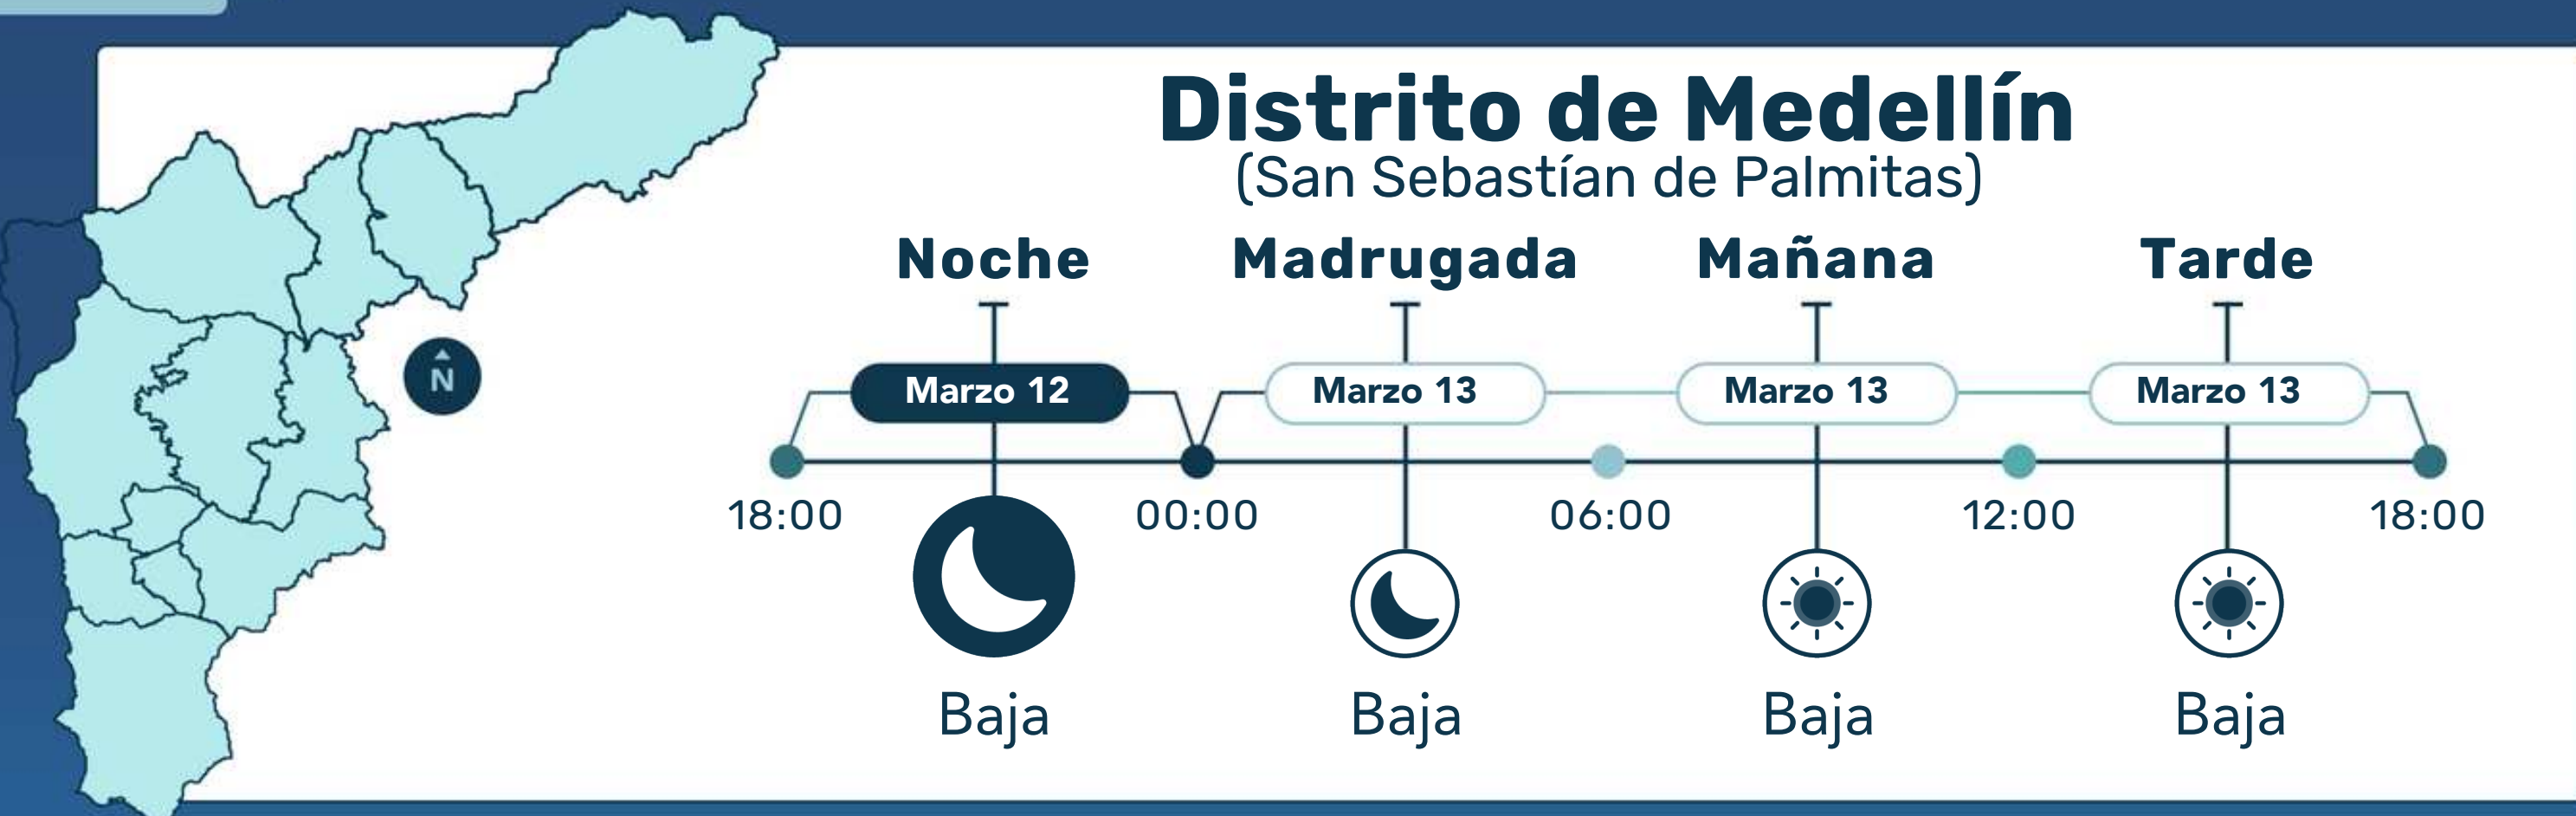 Distrito de Medellín
(San Sebastían de Palmitas)
Noche Madrugada Mañana Tarde
N
Marzo 12 Marzo 13 Marzo 13 Marzo 13
18:00 00:00 06:00 12:00 18:00
Baja Baja Baja Baja